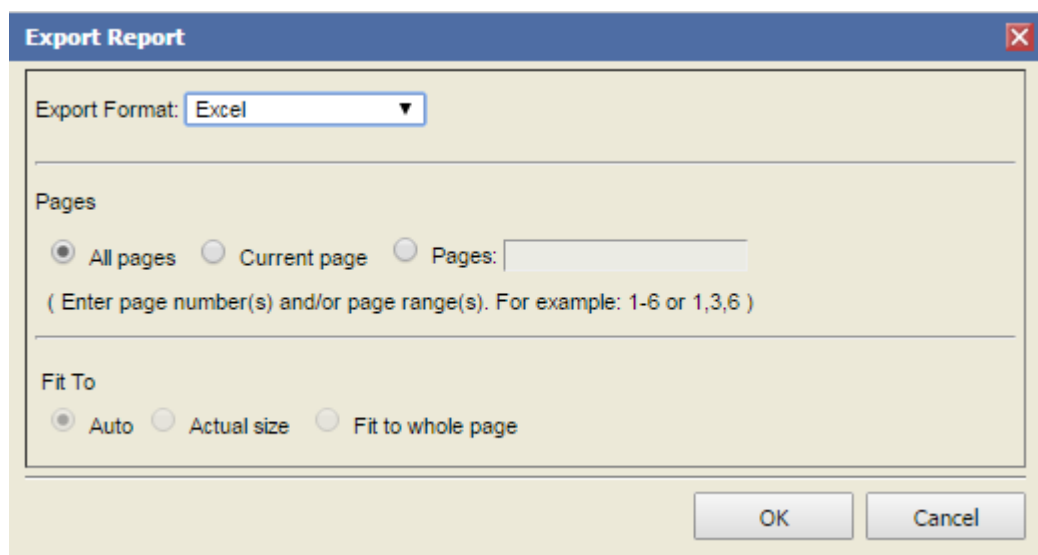 Export Report
Export Format: Excel
Pages
All pages Current page Pages:
( Enter page number(s) and/or page range(s). For example: 1-6 or 1,3,6 )
Fit To
Auto Actual size Fit to whole page
OK Cancel